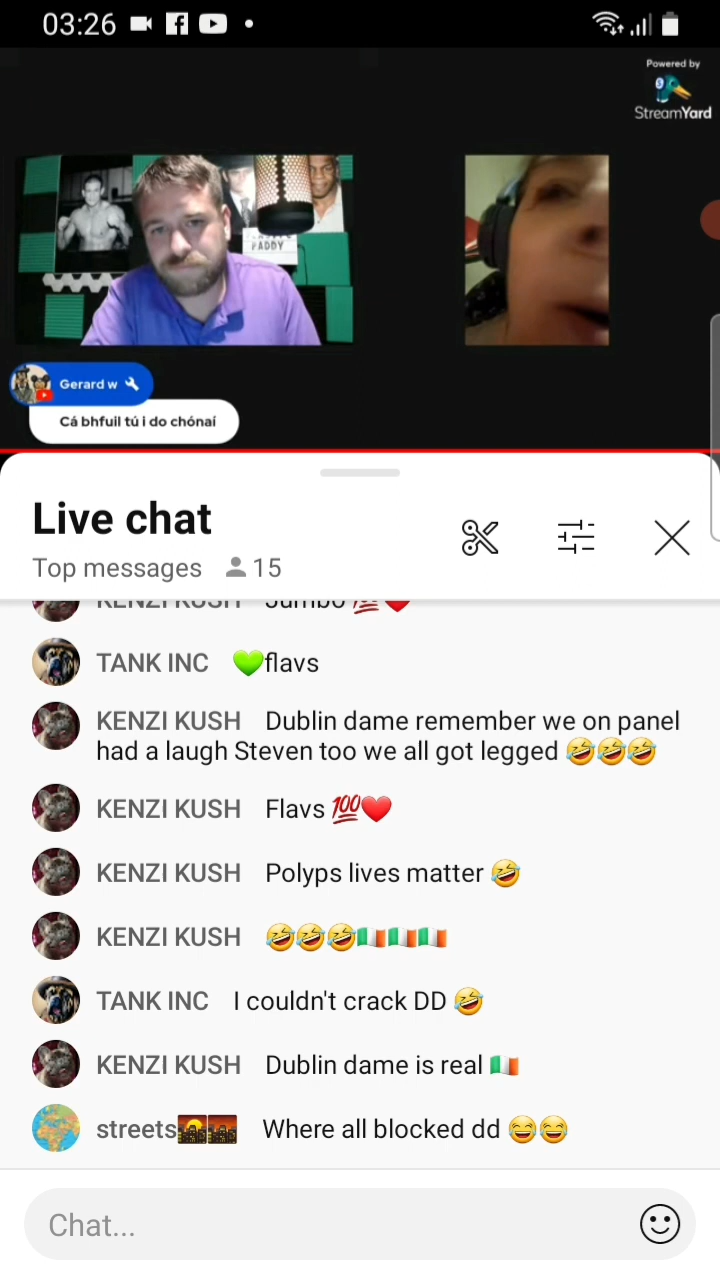 03:26
Powered by
StreamYard
PADDY
Gerard w
Cá bhfuil tú i do chónaí
Live chat
Top messages 15
KENZI KUSH Jumbo 💯❤️
TANK INC 💚flavs
KENZI KUSH Dublin dame remember we on panel
had a laugh Steven too we all got legged 🤣🤣🤣
KENZI KUSH Flavs 💯❤️
KENZI KUSH Polyps lives matter 🤣
KENZI KUSH 🤣🤣🤣🇮🇪🇮🇪🇮🇪
TANK INC I couldn't crack DD 🤣
KENZI KUSH Dublin dame is real 🇮🇪
streets🌇🌆 Where all blocked dd 😂😂
Chat...